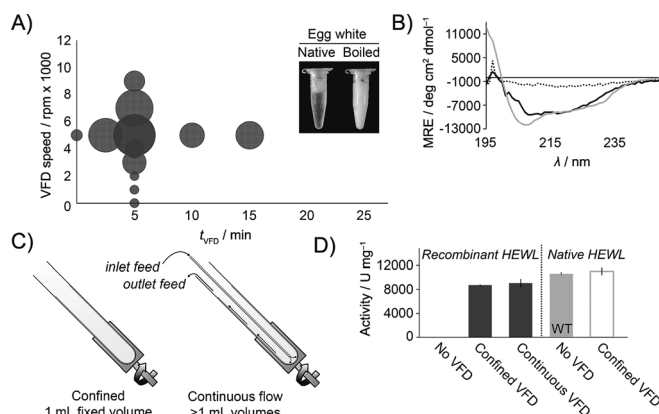 A)
Egg white
Native Boiled
VFD speed / rpm x 1000
12
10
8
6
4
2
0
5 10 15 20 25
tVFD / min
B)
MRE / deg cm2 dmol-1
11000
5000
-1000
-7000
-13000
195 215 235
λ / nm
C)
inlet feed
outlet feed
Confined
1 mL fixed volume
Continuous flow
>1 mL volumes
D)
Recombinant HEWL Native HEWL
Activity / U mg-1
12000
8000
4000
0
WT
No VFD
Confined VFD
Continuous VFD
No VFD
Confined VFD